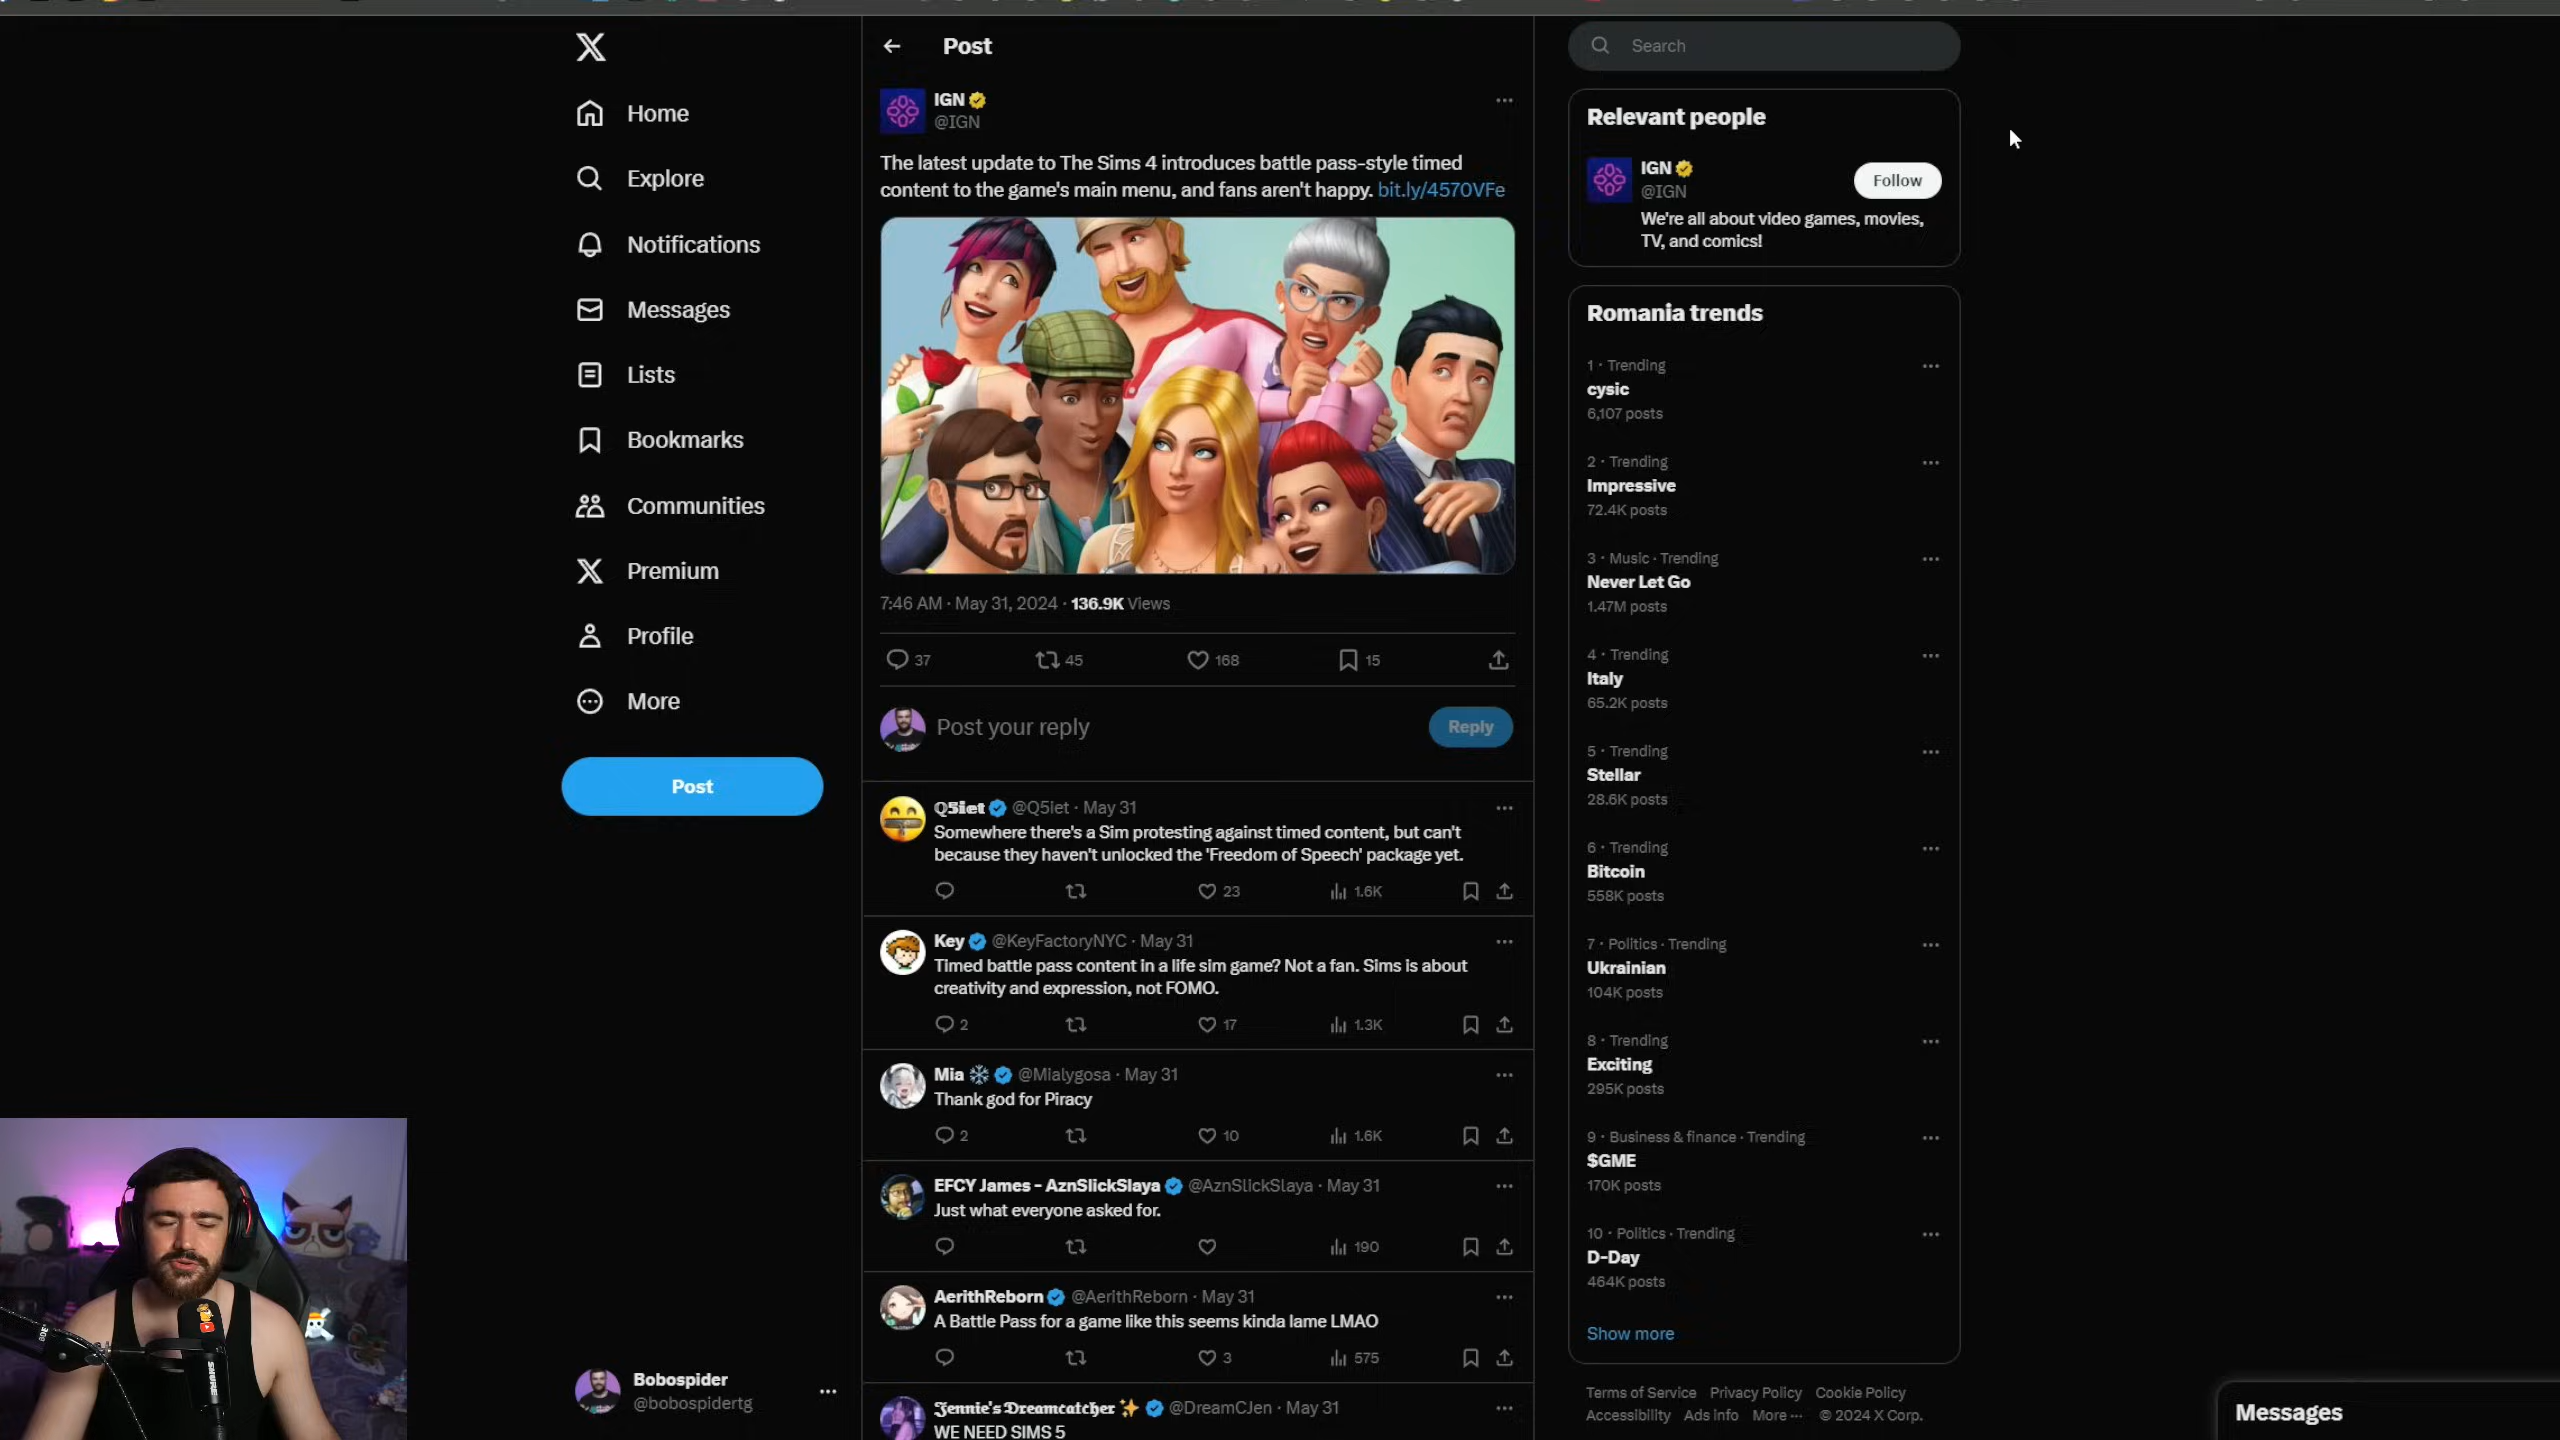 Home
Explore
Notifications
Messages
Lists
Bookmarks
Communities
Premium
Profile
More
Post
Bobospider
@bobospidertg
Post
IGN
@IGN
The latest update to The Sims 4 introduces battle pass-style timed
content to the game's main menu, and fans aren't happy. bit.ly/4570VFe
7:46 AM · May 31, 2024 · 136.9K Views
37 45 168 15
Post your reply
Reply
Q5iet @Q5iet · May 31
Somewhere there's a Sim protesting against timed content, but can't
because they haven't unlocked the 'Freedom of Speech' package yet.
23 1.6K
Key @KeyFactoryNYC · May 31
Timed battle pass content in a life sim game? Not a fan. Sims is about
creativity and expression, not FOMO.
2 17 1.3K
Mia @Mialygosa · May 31
Thank god for Piracy
2 10 1.6K
EFCY James - AznSlickSlaya @AznSlickSlaya · May 31
Just what everyone asked for.
190
AerithReborn @AerithReborn · May 31
A Battle Pass for a game like this seems kinda lame LMAO
3 575
Jennie's Dreamcatcher @DreamCJen · May 31
WE NEED SIMS 5
Search
Relevant people
IGN
@IGN
Follow
We're all about video games, movies,
TV, and comics!
Romania trends
1 · Trending
cysic
6,107 posts
2 · Trending
Impressive
72.4K posts
3 · Music · Trending
Never Let Go
1.47M posts
4 · Trending
Italy
65.2K posts
5 · Trending
Stellar
28.6K posts
6 · Trending
Bitcoin
558K posts
7 · Politics · Trending
Ukrainian
104K posts
8 · Trending
Exciting
295K posts
9 · Business & finance · Trending
$GME
170K posts
10 · Politics · Trending
D-Day
464K posts
Show more
Terms of Service Privacy Policy Cookie Policy
Accessibility Ads info More ··· © 2024 X Corp.
Messages
SHURE